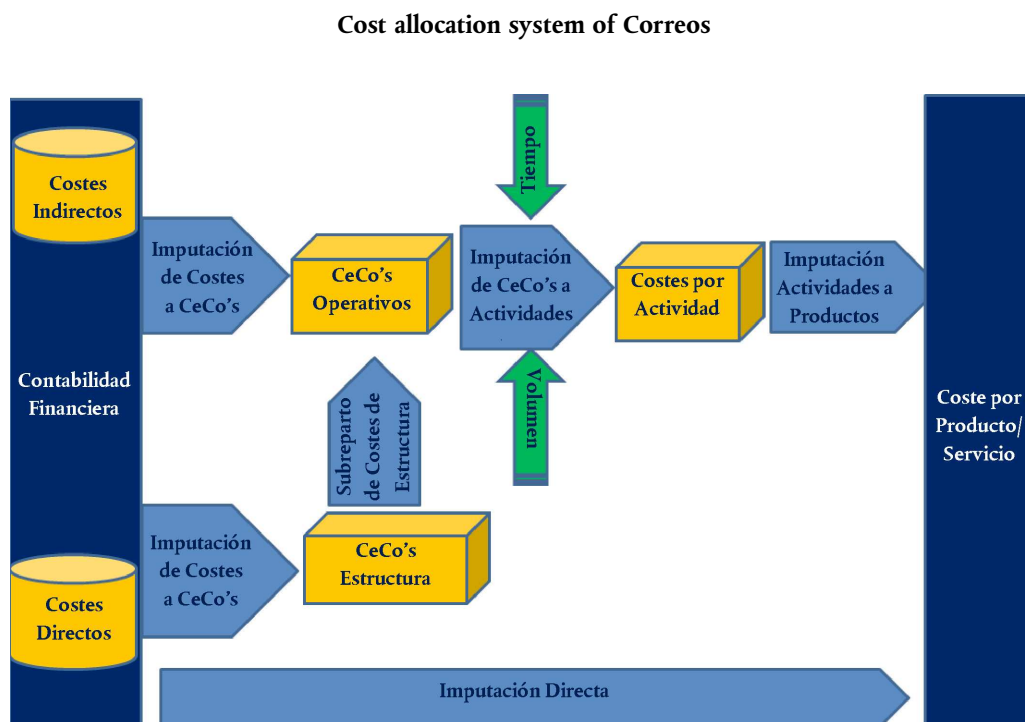 Cost allocation system of Correos
Costes
Indirectos
Imputación
de Costes
a CeCo's
CeCo's
Operativos
Tiempo
Imputación
de CeCo's a
Actividades
Costes por
Actividad
Imputación
Actividades a
Productos
Contabilidad
Financiera
Subreparto
de Costes de
Estructura
Volumen
Coste por
Producto/
Servicio
Imputación
de Costes
a CeCo's
CeCo's
Estructura
Costes
Directos
Imputación Directa